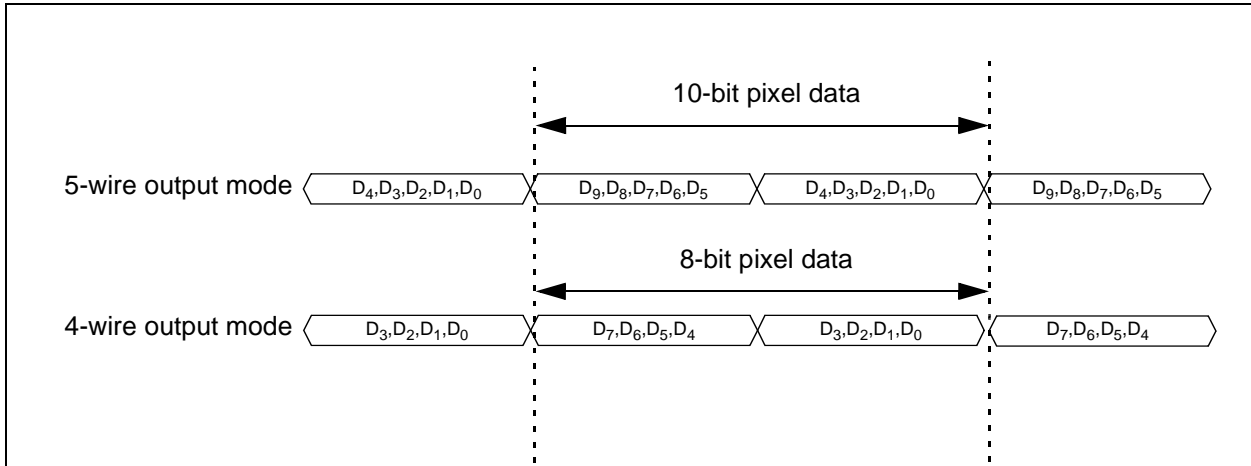 10-bit pixel data
5-wire output mode D4,D3,D2,D1,D0 D9,D8,D7,D6,D5 D4,D3,D2,D1,D0 D9,D8,D7,D6,D5
8-bit pixel data
4-wire output mode D3,D2,D1,D0 D7,D6,D5,D4 D3,D2,D1,D0 D7,D6,D5,D4